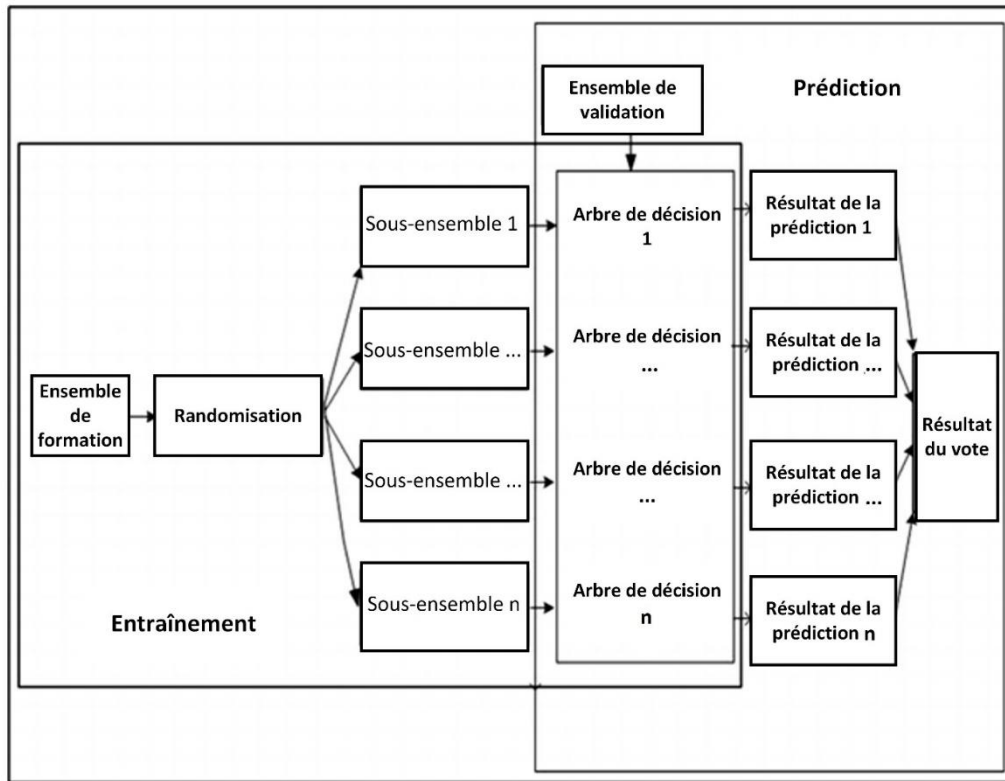 Prédiction
Ensemble de
validation
Sous-ensemble 1
Arbre de décision
1
Résultat de la
prédiction 1
Sous-ensemble ...
Arbre de décision
...
Résultat de la
prédiction ...
Ensemble
de
formation
Randomisation
Résultat
du vote
Sous-ensemble ...
Arbre de décision
...
Résultat de la
prédiction ...
Sous-ensemble n
Arbre de décision
n
Résultat de la
prédiction n
Entraînement